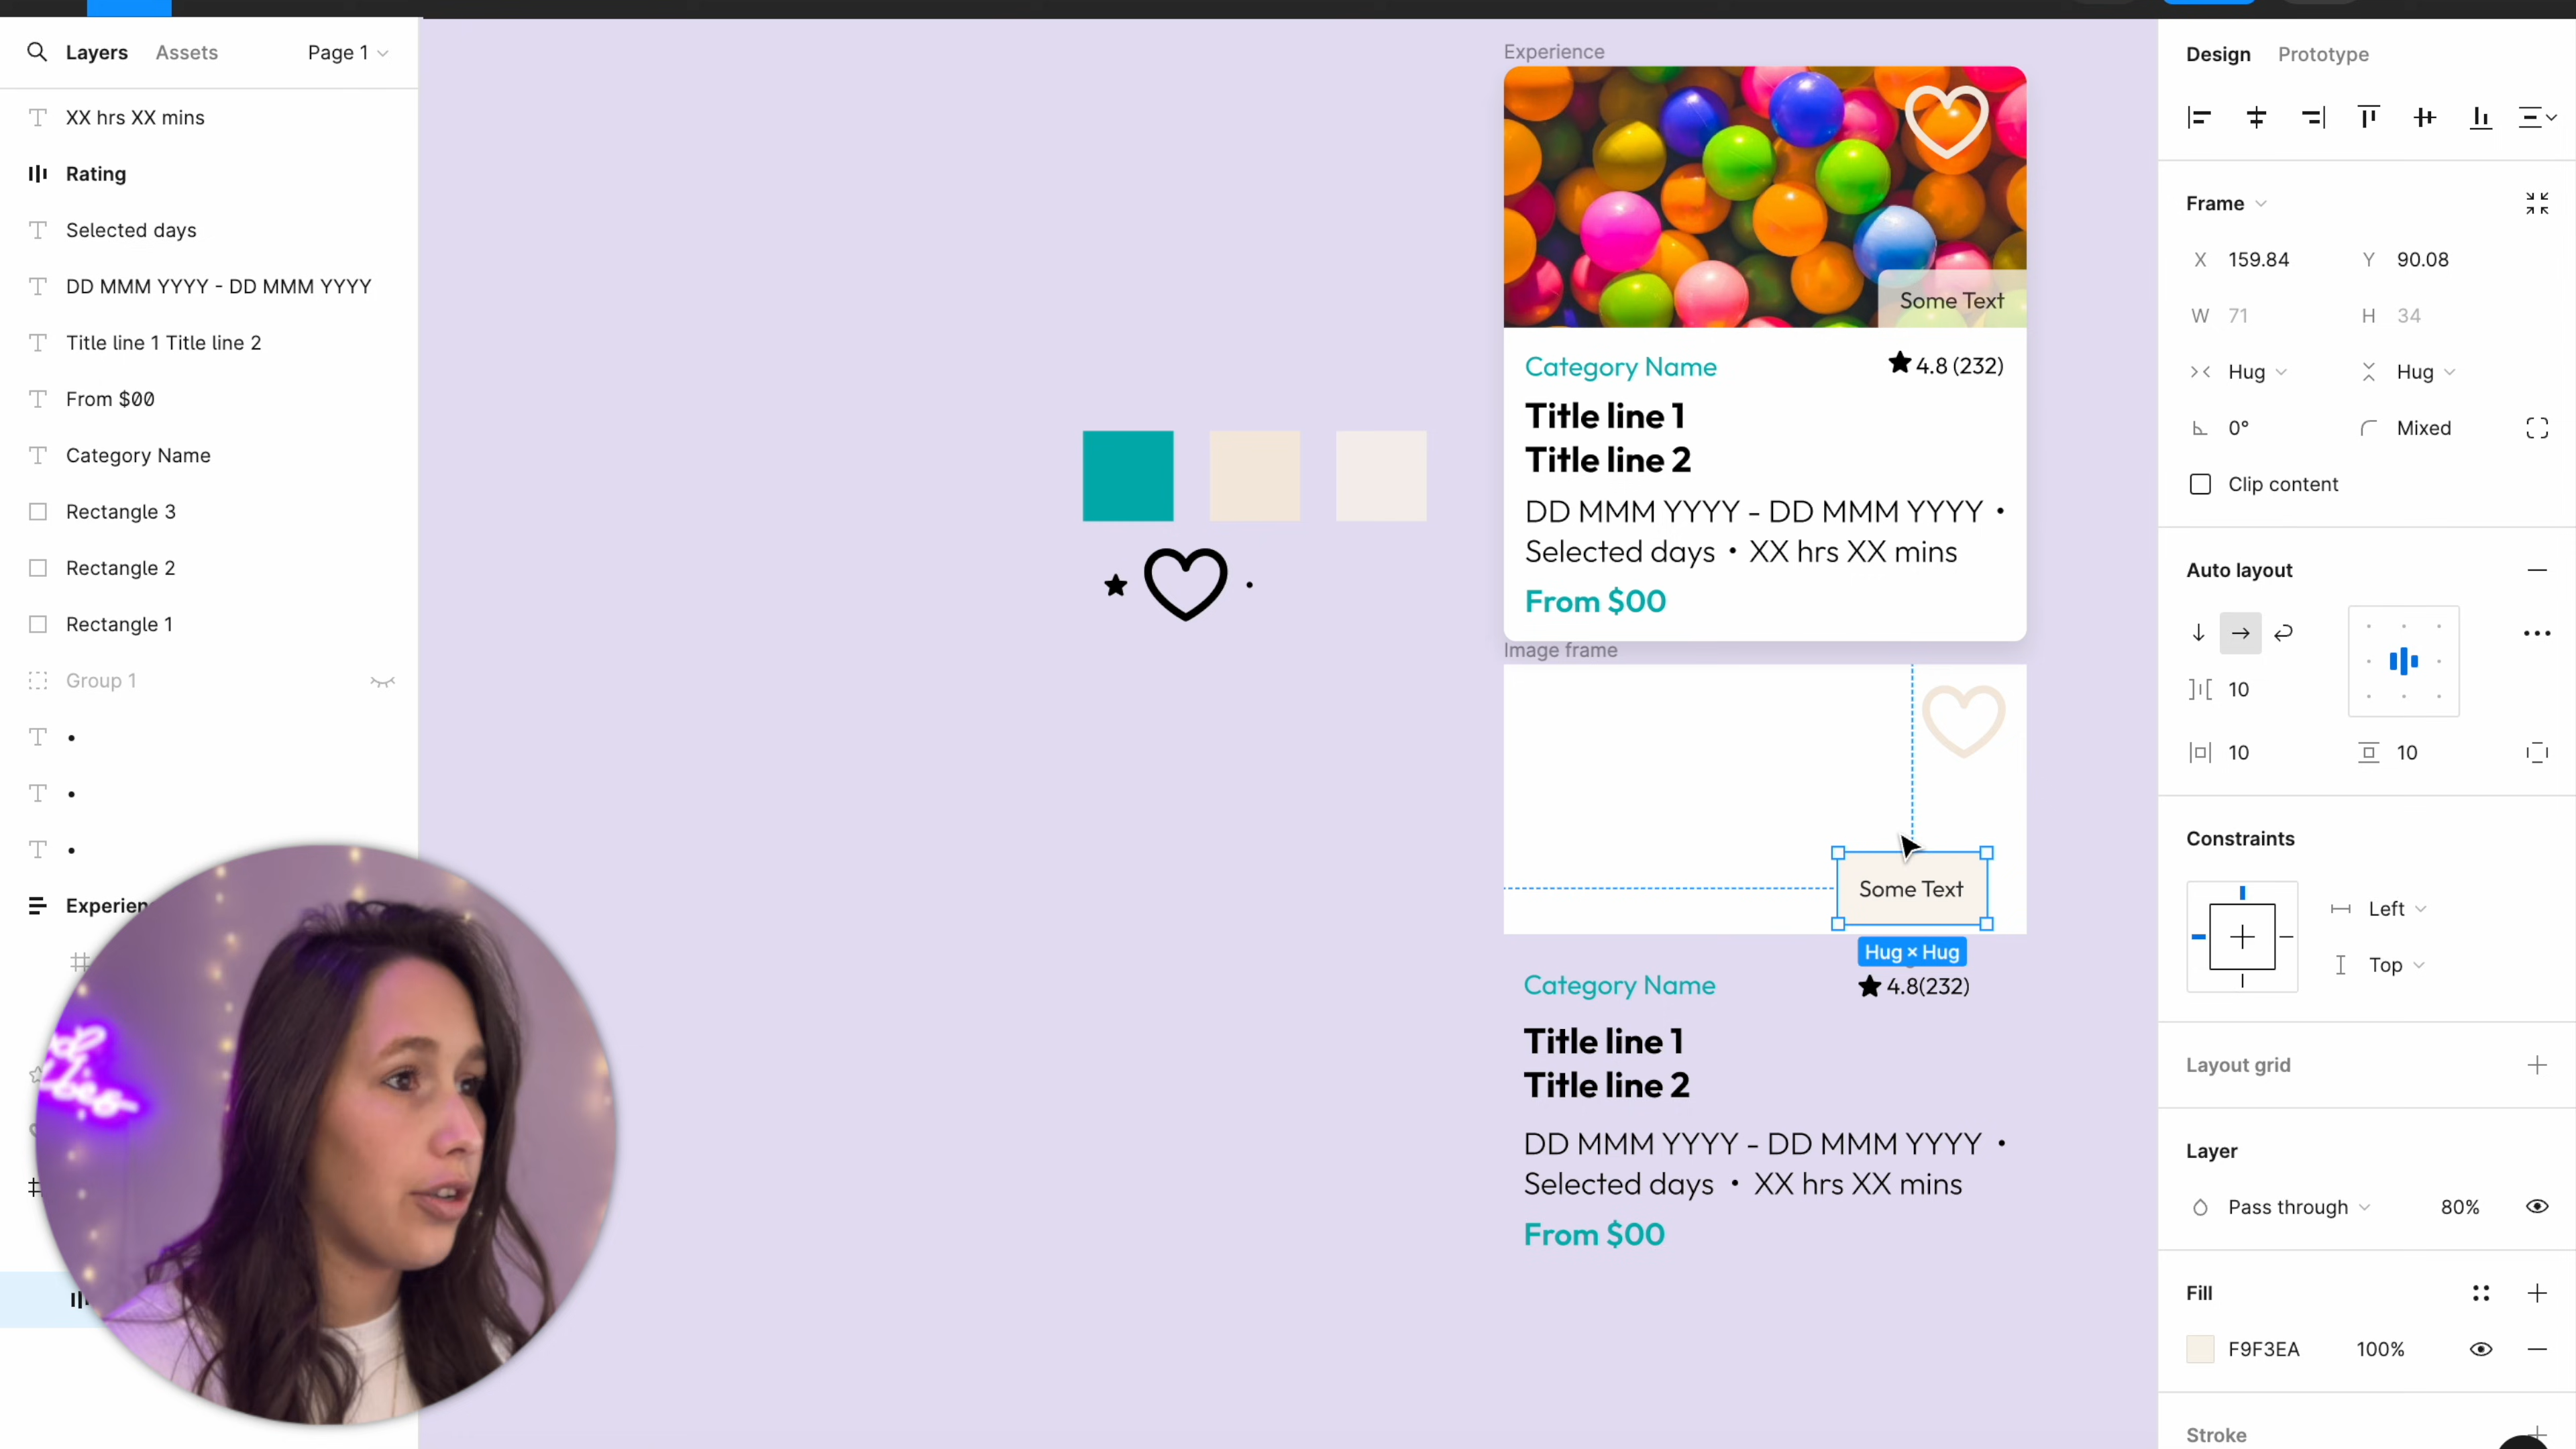 Layers Assets Page 1
XX hrs XX mins
Rating
Selected days
DD MMM YYYY - DD MMM YYYY
Title line 1 Title line 2
From $00
Category Name
Rectangle 3
Rectangle 2
Rectangle 1
Group 1
•
•
•
Experien
Experience
Some Text
Category Name
★ 4.8 (232)
Title line 1
Title line 2
DD MMM YYYY - DD MMM YYYY •
Selected days • XX hrs XX mins
From $00
Image frame
Some Text
Hug × Hug
Category Name
★ 4.8(232)
Title line 1
Title line 2
DD MMM YYYY - DD MMM YYYY •
Selected days • XX hrs XX mins
From $00
Design Prototype
Frame
X 159.84 Y 90.08
W 71 H 34
Hug Hug
0° Mixed
Clip content
Auto layout
10
10 10
Constraints
Left
Top
Layout grid
Layer
Pass through 80%
Fill
F9F3EA 100%
Stroke